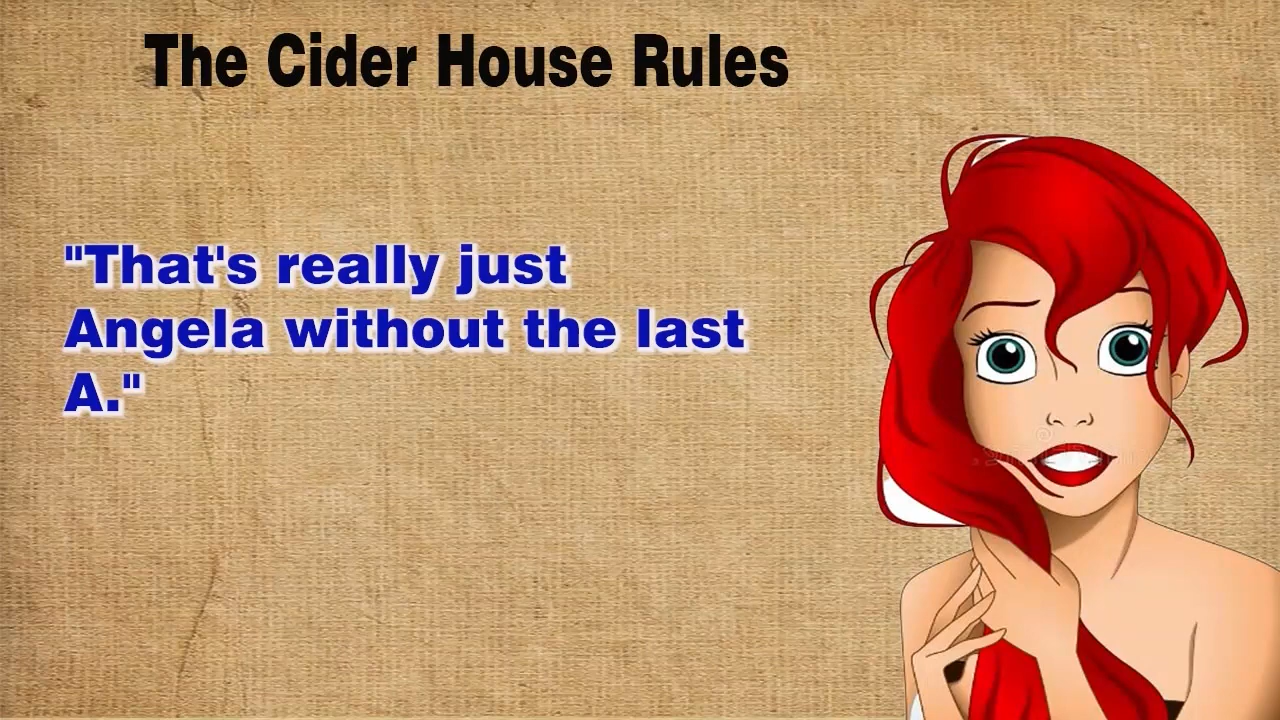 The Cider House Rules
"That's really just
Angela without the last
A."